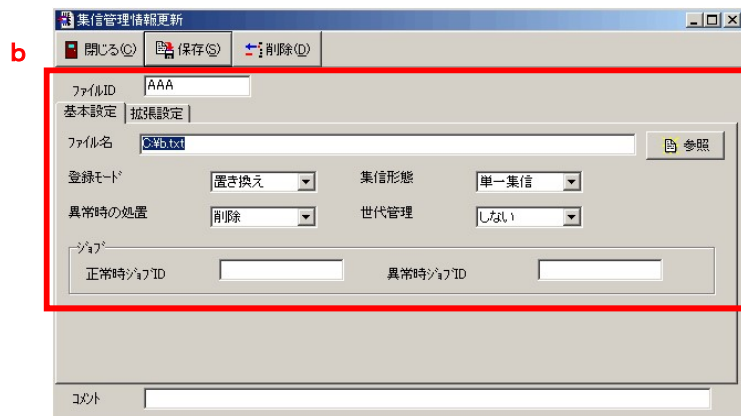 集信管理情報更新
b
閉じる(C) 保存(S) 削除(D)
ファイルID AAA
基本設定 拡張設定
ファイル名 C:¥b.txt 参照
登録モード 置き換え 集信形態 単一集信
異常時の処置 削除 世代管理 しない
ジョブ
正常時ジョブID 異常時ジョブID
コメント